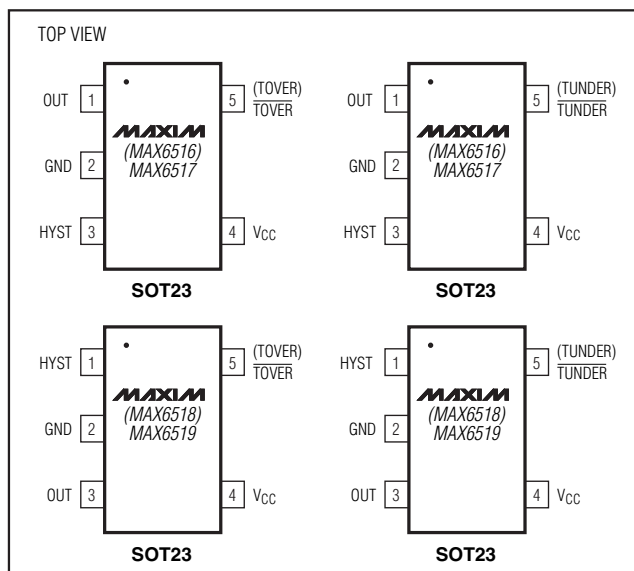 TOP VIEW
OUT 1
5 (TOVER)
TOVER
MAXIM
(MAX6516)
MAX6517
GND 2
HYST 3
4 VCC
SOT23
OUT 1
5 (TUNDER)
TUNDER
MAXIM
(MAX6516)
MAX6517
GND 2
HYST 3
4 VCC
SOT23
HYST 1
5 (TOVER)
TOVER
MAXIM
(MAX6518)
MAX6519
GND 2
OUT 3
4 VCC
SOT23
HYST 1
5 (TUNDER)
TUNDER
MAXIM
(MAX6518)
MAX6519
GND 2
OUT 3
4 VCC
SOT23